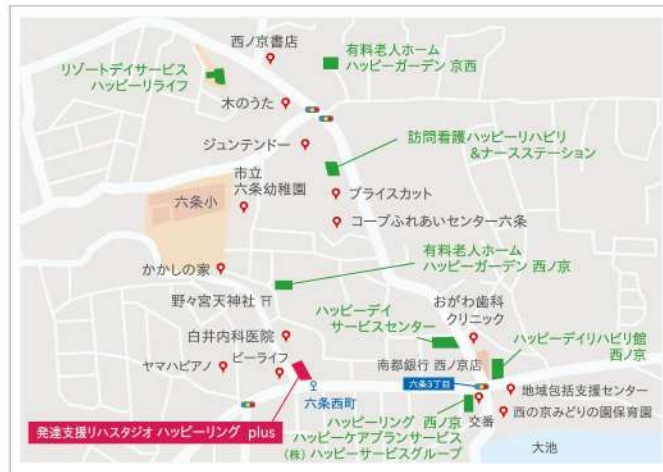 西ノ京書店
有料老人ホーム
ハッピーガーデン 京西
リゾートデイサービス
ハッピーリライフ
木のうた
ジュンテンドー
訪問看護ハッピーリハビリ
&ナースステーション
市立
六条幼稚園
六条小
プライスカット
コープふれあいセンター六条
かかしの家
有料老人ホーム
ハッピーガーデン 西ノ京
野々宮天神社
ハッピーデイ
サービスセンター
おがわ歯科
クリニック
白井内科医院
ハッピーデイリハビリ館
西ノ京
ヤマハピアノ
ビーライフ
南都銀行 西ノ京店
六条3丁目
地域包括支援センター
六条西町
西の京みどりの園保育園
交番
ハッピーリング 西ノ京
ハッピーケアプランサービス
(株) ハッピーサービスグループ
発達支援リハスタジオ ハッピーリング plus
大池